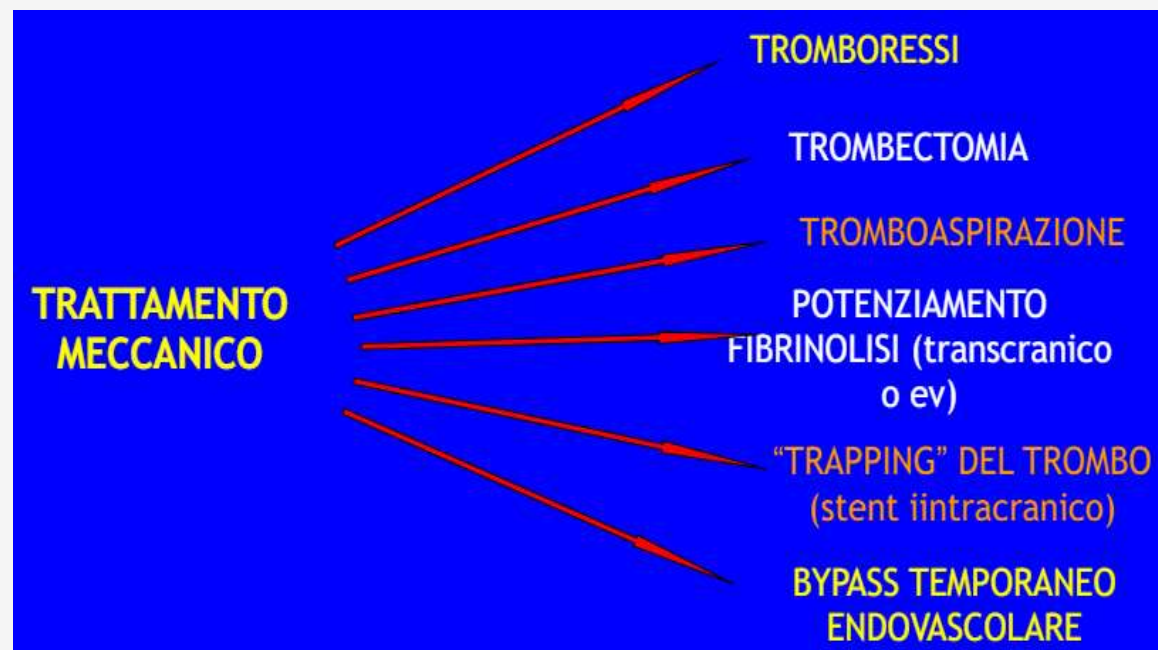 TROMBORESSI
TROMBECTOMIA
TROMBOASPIRAZIONE
TRATTAMENTO
MECCANICO
POTENZIAMENTO
FIBRINOLISI (transcranico
o ev)
“TRAPPING” DEL TROMBO
(stent iintracranico)
BYPASS TEMPORANEO
ENDOVASCOLARE